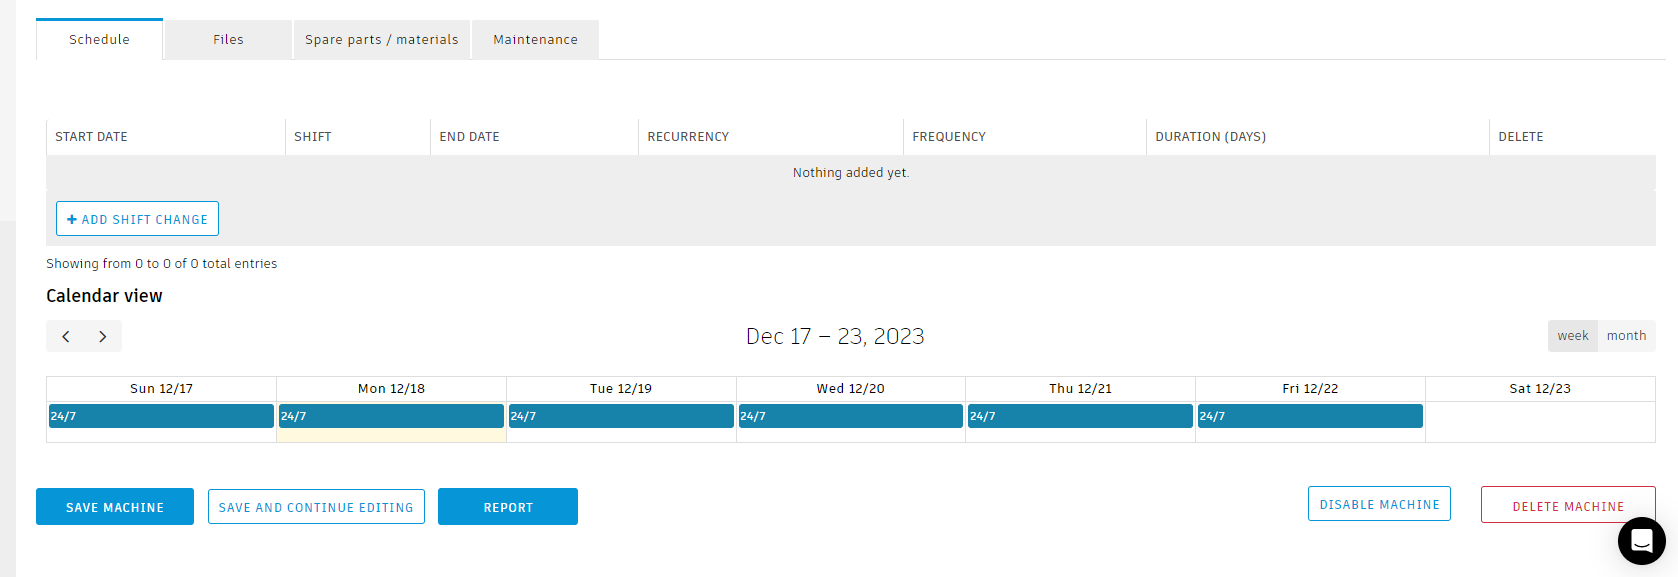 Schedule Files Spare parts / materials Maintenance
START DATE SHIFT END DATE RECURRENCY FREQUENCY DURATION (DAYS) DELETE
Nothing added yet.
+ ADD SHIFT CHANGE
Showing from 0 to 0 of 0 total entries
Calendar view
Dec 17 – 23, 2023 week month
Sun 12/17 Mon 12/18 Tue 12/19 Wed 12/20 Thu 12/21 Fri 12/22 Sat 12/23
24/7 24/7 24/7 24/7 24/7 24/7
SAVE MACHINE SAVE AND CONTINUE EDITING REPORT DISABLE MACHINE DELETE MACHINE